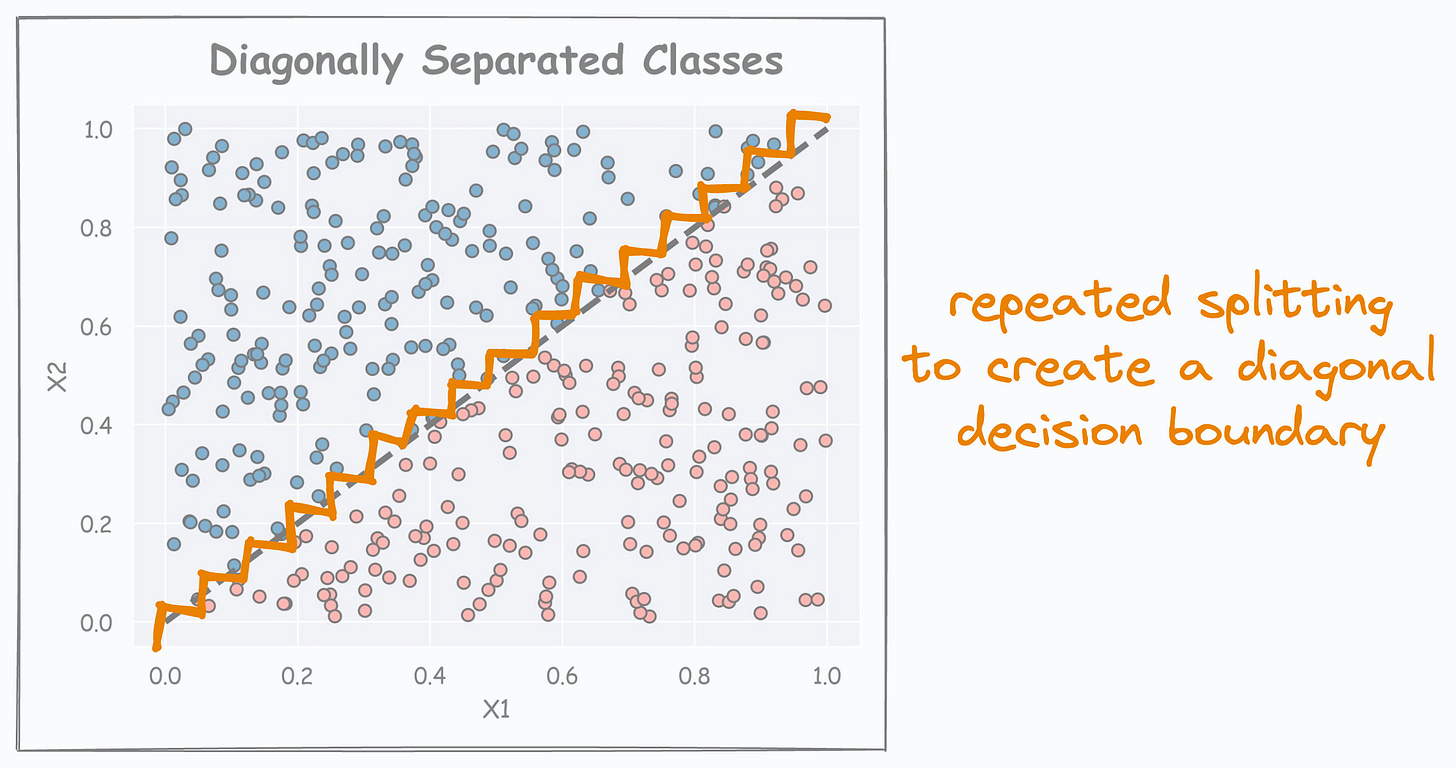 Diagonally Separated Classes
1.0
0.8
0.6
0.4
0.2
0.0
X2
0.0 0.2 0.4 0.6 0.8 1.0
X1
repeated splitting
to create a diagonal
decision boundary